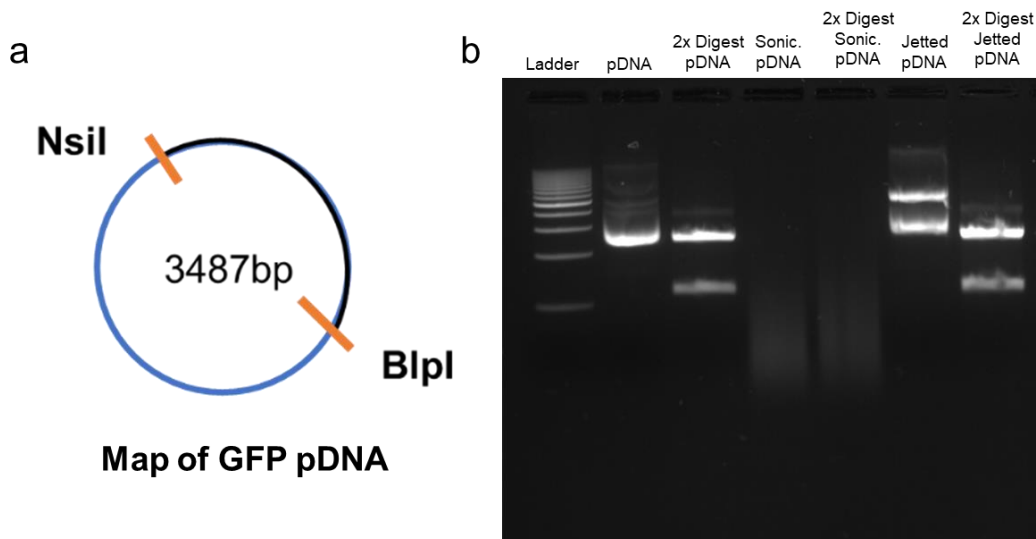 a
NsiI
3487bp
BlpI
Map of GFP pDNA
b
Ladder
pDNA
2x Digest
pDNA
Sonic.
pDNA
2x Digest
Sonic.
pDNA
Jetted
pDNA
2x Digest
Jetted
pDNA